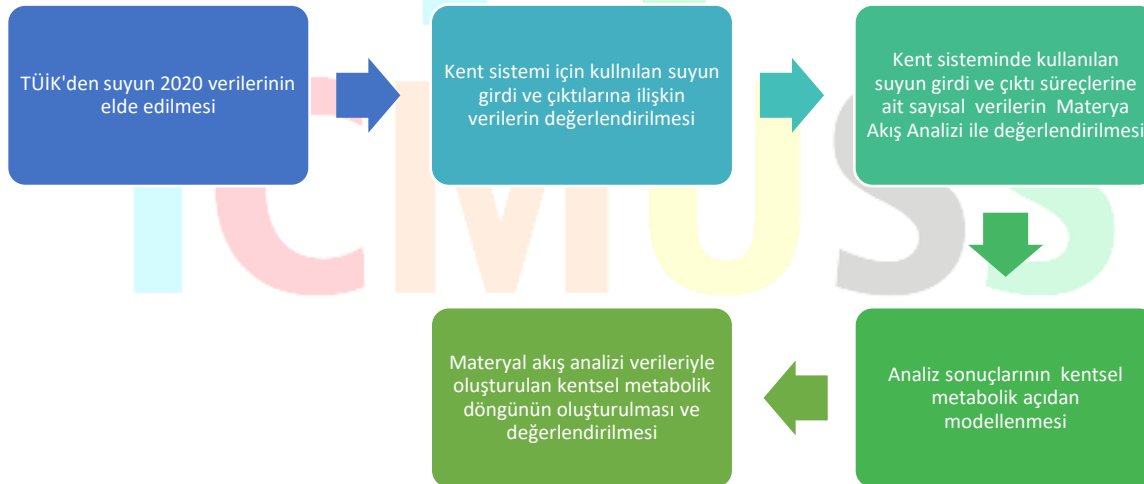 TÜİK'den suyun 2020 verilerinin
elde edilmesi
Kent sistemi için kullnılan suyun
girdi ve çıktılarına ilişkin
verilerin değerlendirilmesi
Kent sisteminde kullanılan
suyun girdi ve çıktı süreçlerine
ait sayısal verilerin Materya
Akış Analizi ile değerlendirilmesi
Analiz sonuçlarının kentsel
metabolik açıdan
modellenmesi
Materyal akış analizi verileriyle
oluşturulan kentsel metabolik
döngünün oluşturulması ve
değerlendirilmesi
ICMUSS